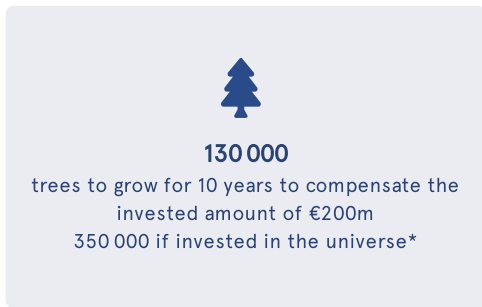 130 000
trees to grow for 10 years to compensate the
invested amount of €200m
350 000 if invested in the universe*